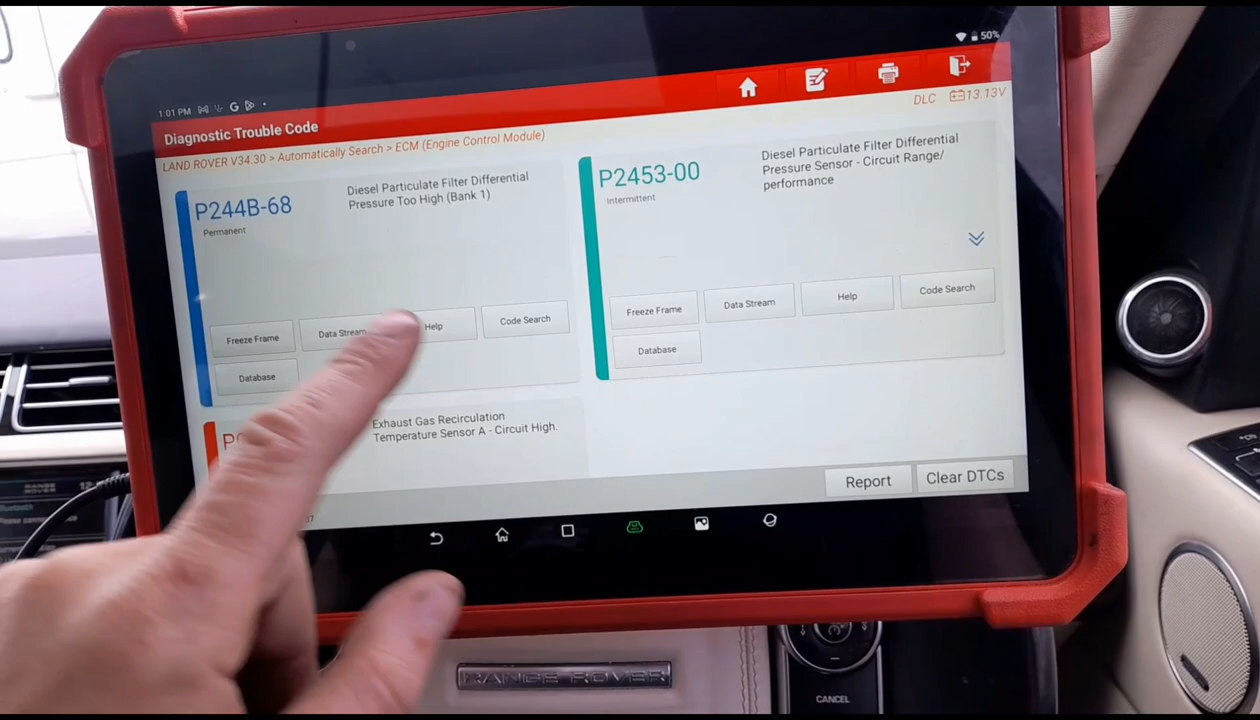 1:01 PM
50%
Diagnostic Trouble Code
DLC 13.13V
LAND ROVER V34.30 > Automatically Search > ECM (Engine Control Module)
P244B-68
Permanent
Diesel Particulate Filter Differential
Pressure Too High (Bank 1)
Freeze Frame
Data Stream
Help
Code Search
Database
P2453-00
Intermittent
Diesel Particulate Filter Differential
Pressure Sensor - Circuit Range/
performance
Freeze Frame
Data Stream
Help
Code Search
Database
Exhaust Gas Recirculation
Temperature Sensor A - Circuit High.
Report
Clear DTCs
RANGE ROVER
Bluetooth
RANGE ROVER
CANCEL